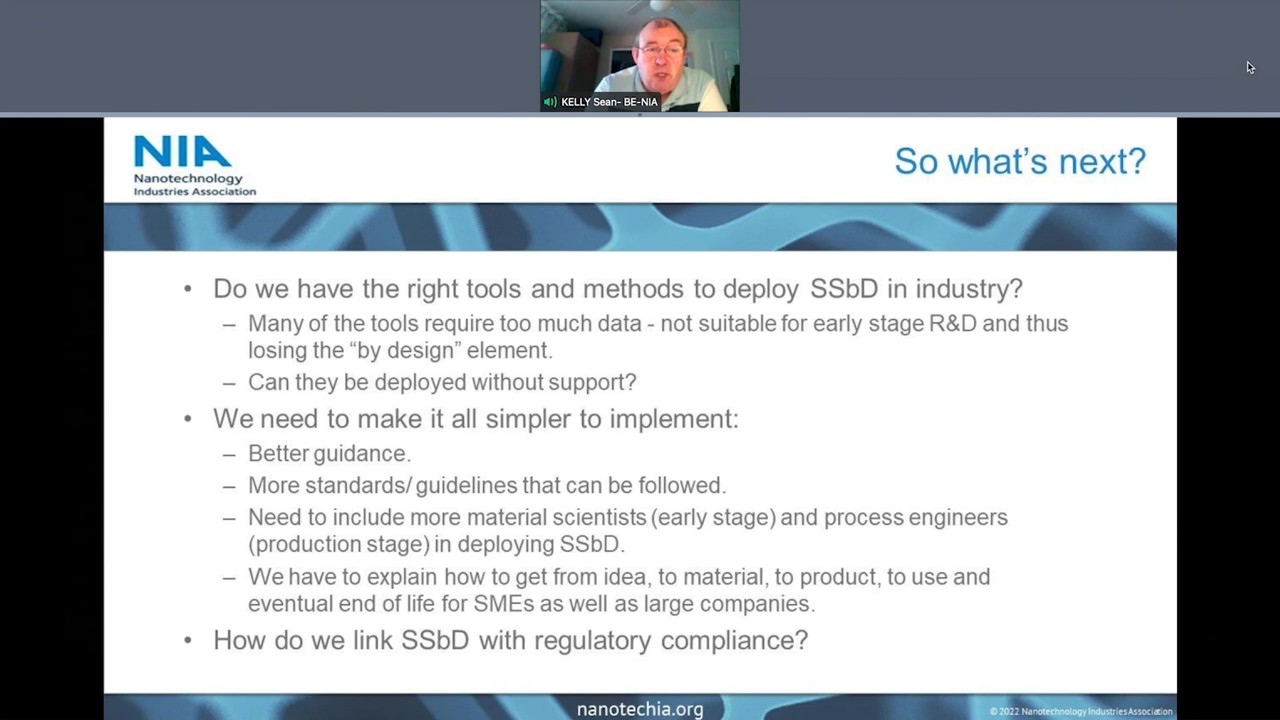 KELLY Sean- BE-NIA
NIA
Nanotechnology
Industries Association
So what’s next?
• Do we have the right tools and methods to deploy SSbD in industry?
– Many of the tools require too much data - not suitable for early stage R&D and thus
losing the “by design” element.
– Can they be deployed without support?
• We need to make it all simpler to implement:
– Better guidance.
– More standards/ guidelines that can be followed.
– Need to include more material scientists (early stage) and process engineers
(production stage) in deploying SSbD.
– We have to explain how to get from idea, to material, to product, to use and
eventual end of life for SMEs as well as large companies.
• How do we link SSbD with regulatory compliance?
nanotechia.org
© 2022 Nanotechnology Industries Association